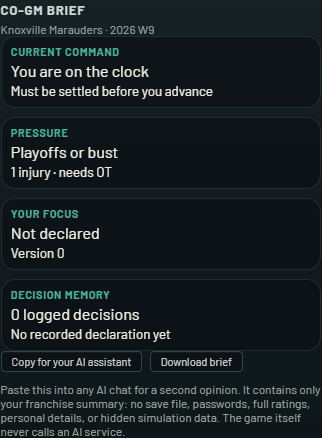 CO-GM BRIEF
Knoxville Marauders · 2026 W9
CURRENT COMMAND
You are on the clock
Must be settled before you advance
PRESSURE
Playoffs or bust
1 injury · needs OT
YOUR FOCUS
Not declared
Version 0
DECISION MEMORY
0 logged decisions
No recorded declaration yet
Copy for your AI assistant
Download brief
Paste this into any AI chat for a second opinion. It contains only
your franchise summary: no save file, passwords, full ratings,
personal details, or hidden simulation data. The game itself
never calls an AI service.